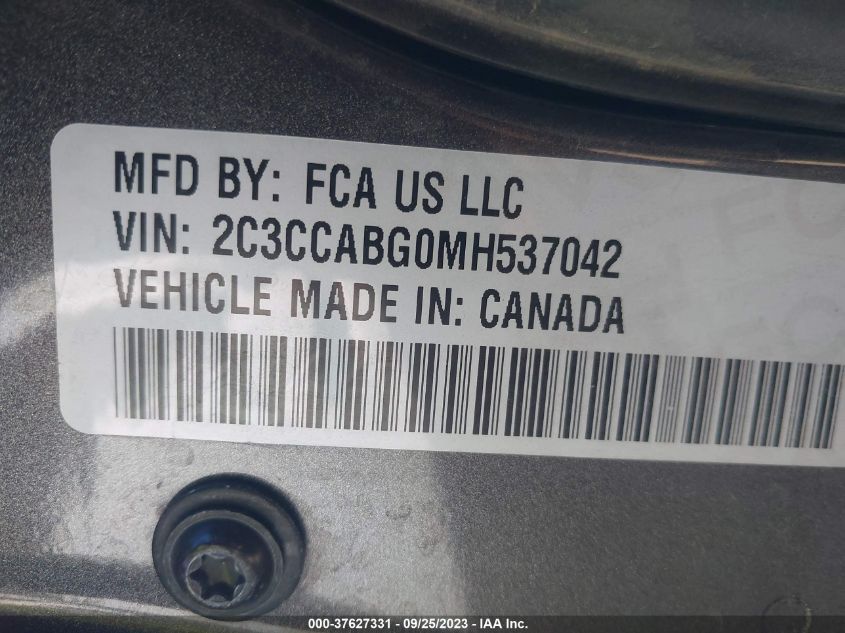 MFD BY: FCA US LLC
VIN: 2C3CCABG0MH537042
VEHICLE MADE IN: CANADA
000-37627331 - 09/25/2023 - IAA Inc.